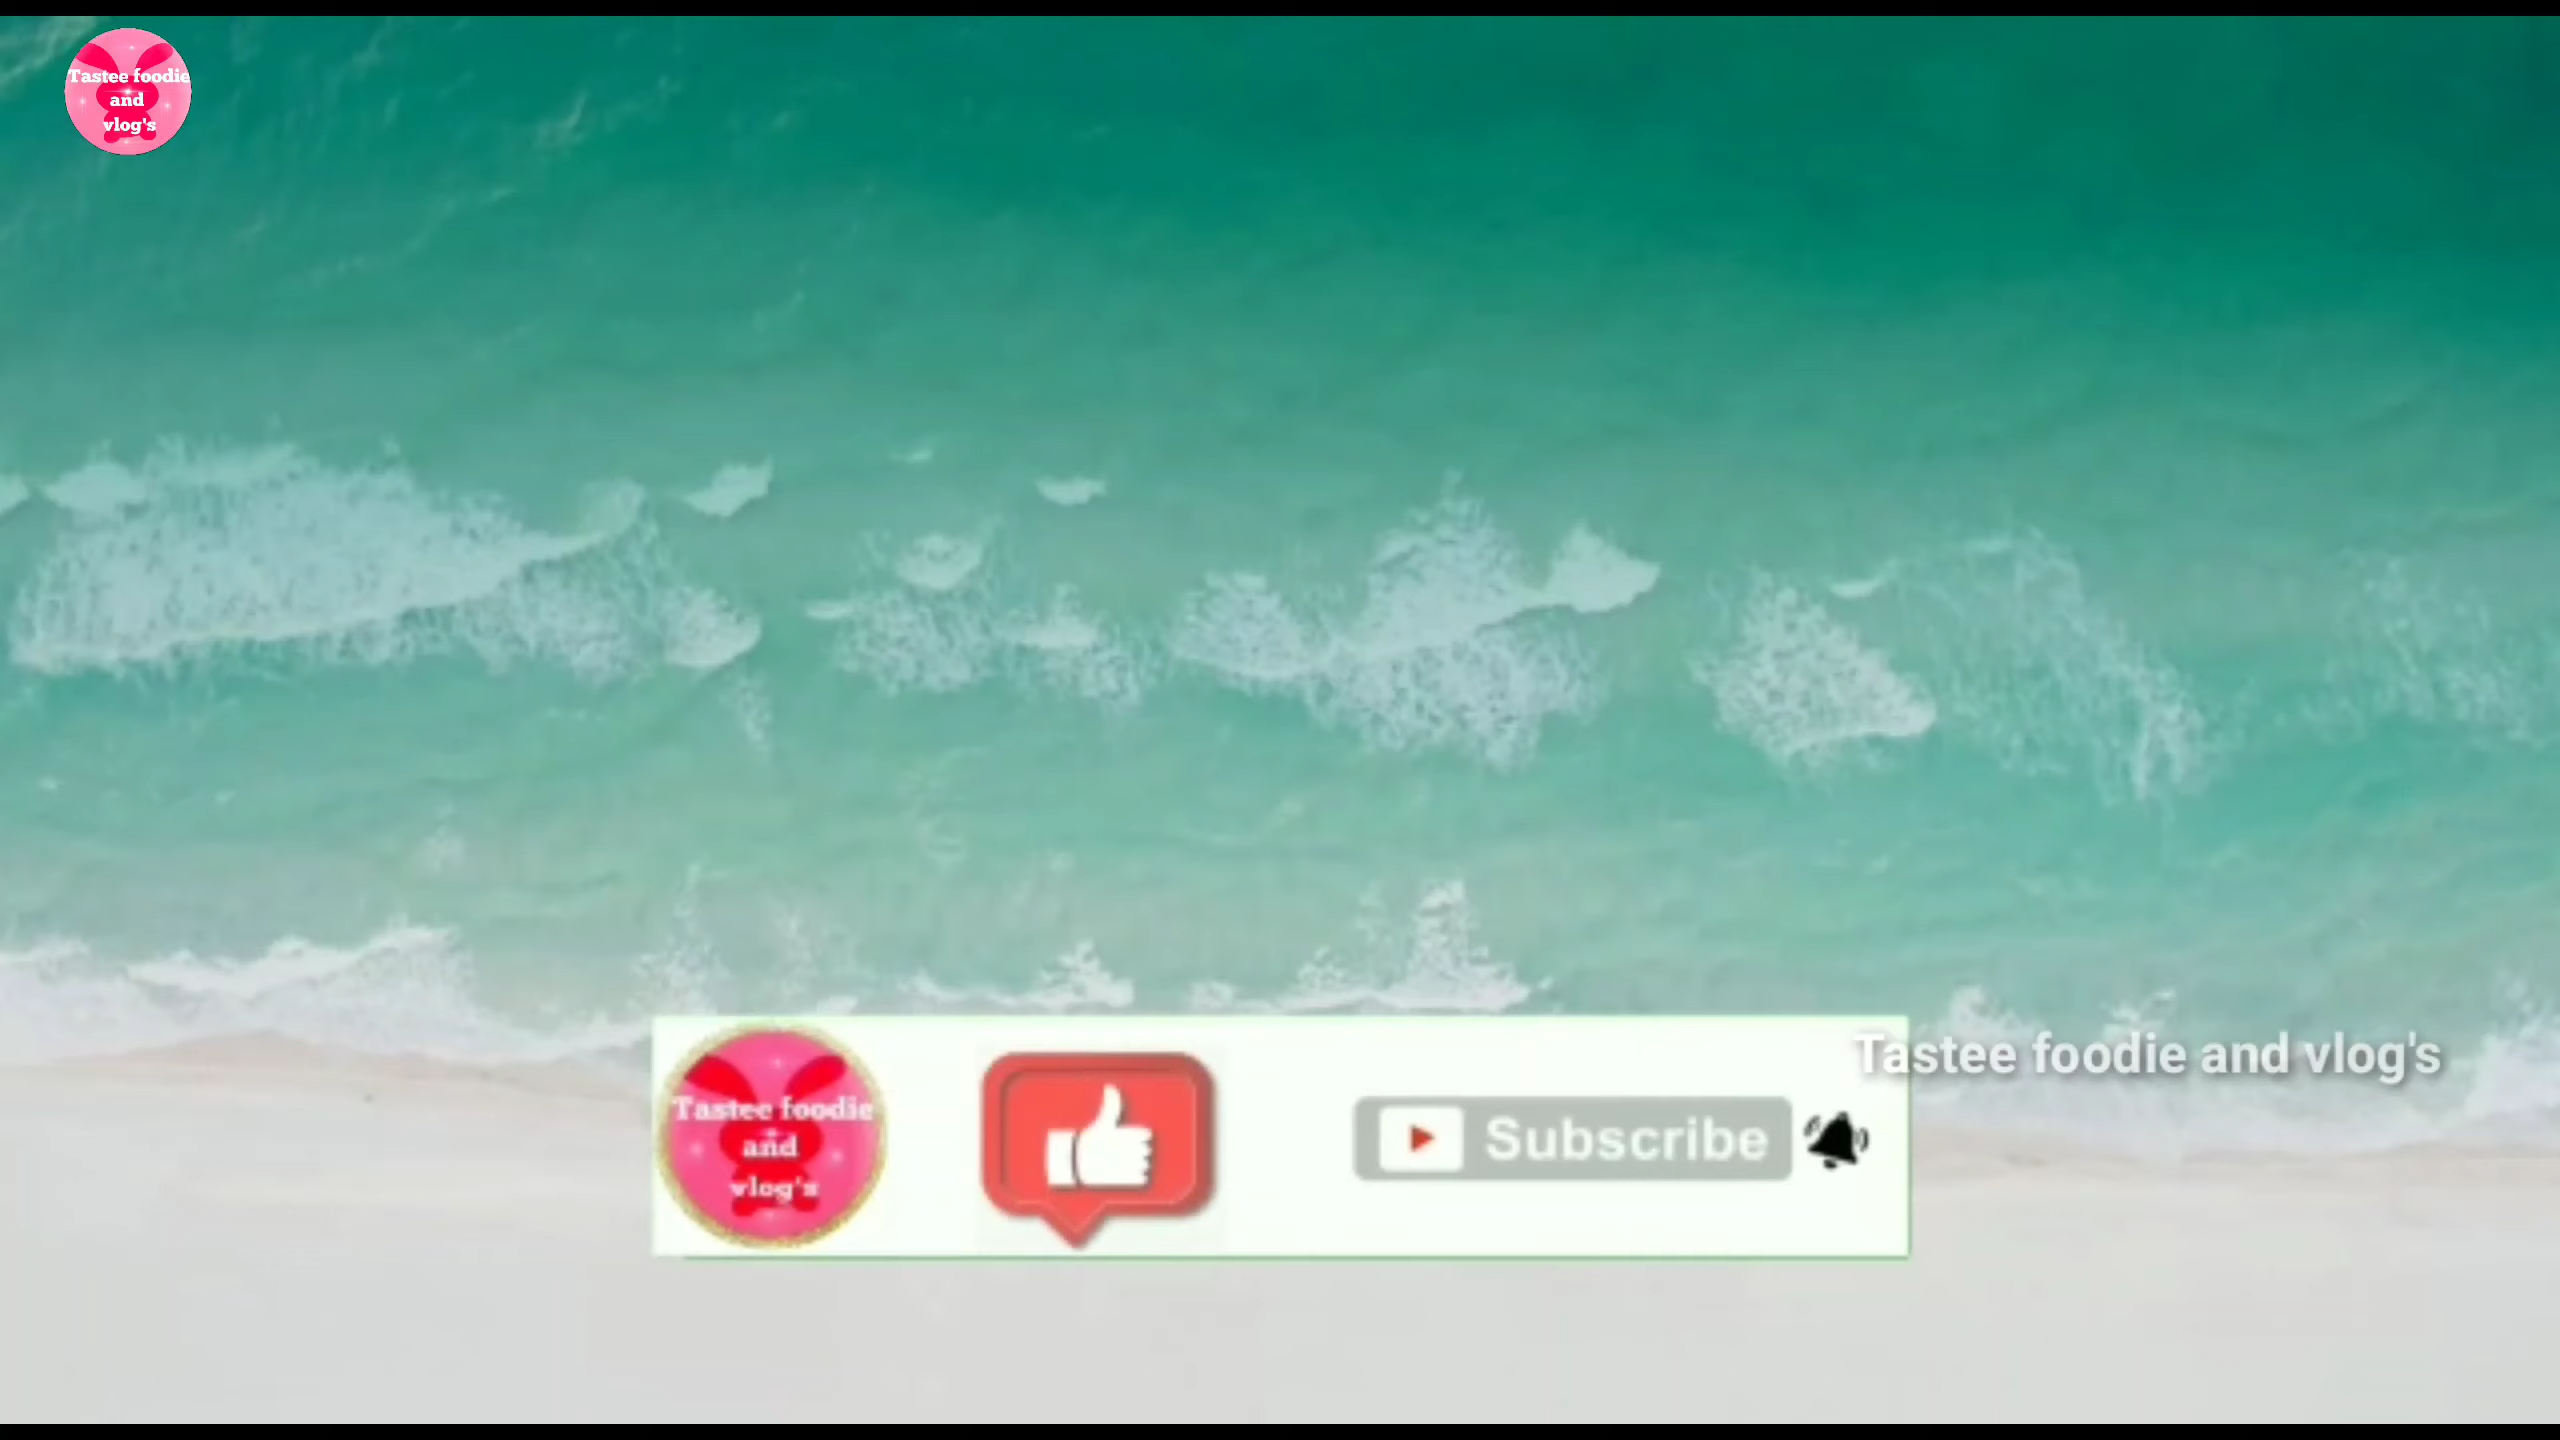 Tastee foodie
and
vlog's
Tastee foodie and vlog's
Tastee foodie
and
vlog's
Subscribe